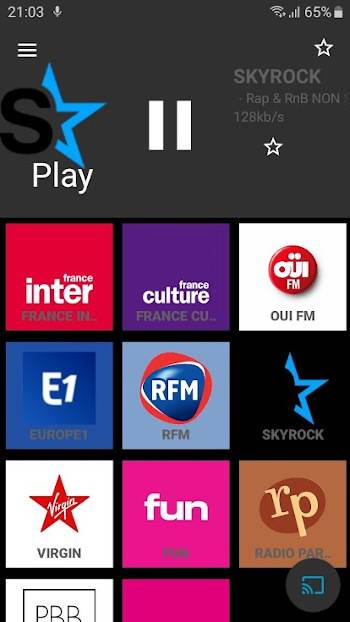 21:03 65%
SKYROCK
- Rap & RnB NON
128kb/s
S
Play
france
inter
FRANCE IN..
france
culture
FRANCE CU..
OÜI
FM
OUI FM
E1
EUROPE1
RFM
RFM
SKYROCK
Virgin
VIRGIN
fun
FUN
rp
RADIO PAR..
PBB